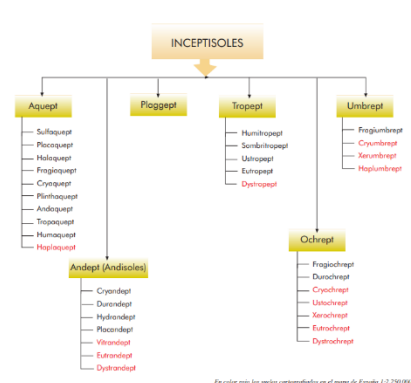 INCEPTISOLES
Aquept
Plaggept
Tropept
Umbrept
Sulfaquept
Placaquept
Halaquept
Fragiaquept
Cryaquept
Plinthaquept
Andaquept
Tropaquept
Humaquept
Haplaquept
Humitropept
Sombritropept
Ustropept
Eutropept
Dystropept
Fragiumbrept
Cryumbrept
Xerumbrept
Haplumbrept
Andept (Andisoles)
Cryandept
Durandept
Hydrandept
Placandept
Vitrandept
Eutrandept
Dystrandept
Ochrept
Fragiochrept
Durochrept
Cryochrept
Ustochrept
Xerochrept
Eutrochrept
Dystrochrept
En color rojo los suelos cartografiados en el mapa de España 1:2.250.000